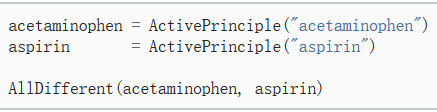 acetaminophen = ActivePrinciple("acetaminophen")
aspirin       = ActivePrinciple("aspirin")

AllDifferent(acetaminophen, aspirin)